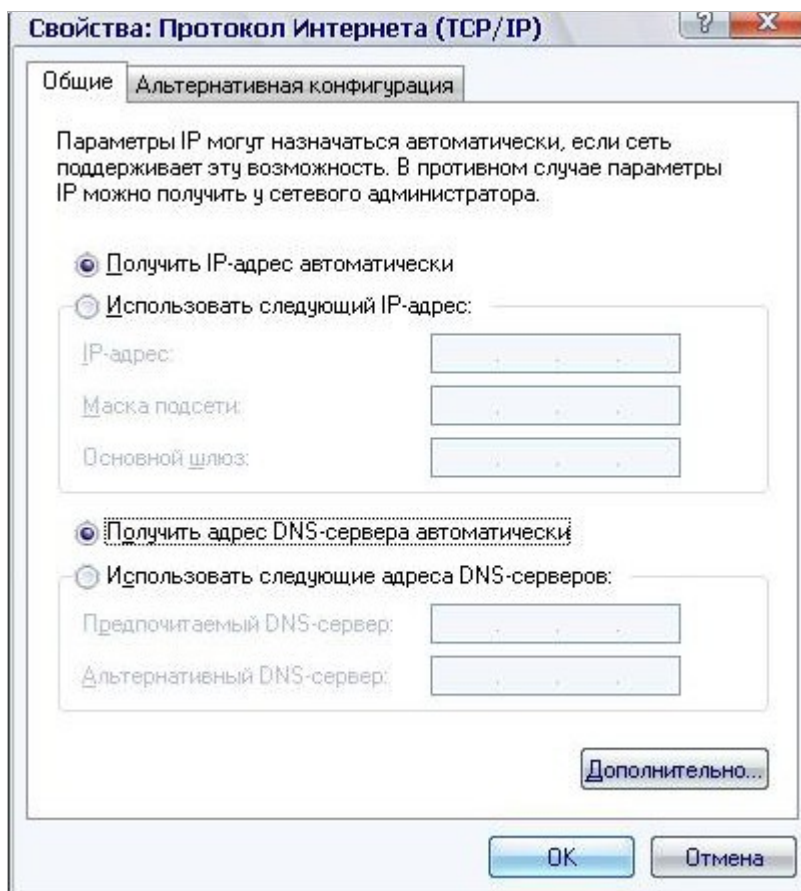 Свойства: Протокол Интернета (TCP/IP)
Общие
Альтернативная конфигурация
Параметры IP могут назначаться автоматически, если сеть
поддерживает эту возможность. В противном случае параметры
IP можно получить у сетевого администратора.
Получить IP-адрес автоматически
Использовать следующий IP-адрес:
IP-адрес:
Маска подсети:
Основной шлюз:
Получить адрес DNS-сервера автоматически
Использовать следующие адреса DNS-серверов:
Предпочитаемый DNS-сервер:
Альтернативный DNS-сервер:
Дополнительно...
OK
Отмена